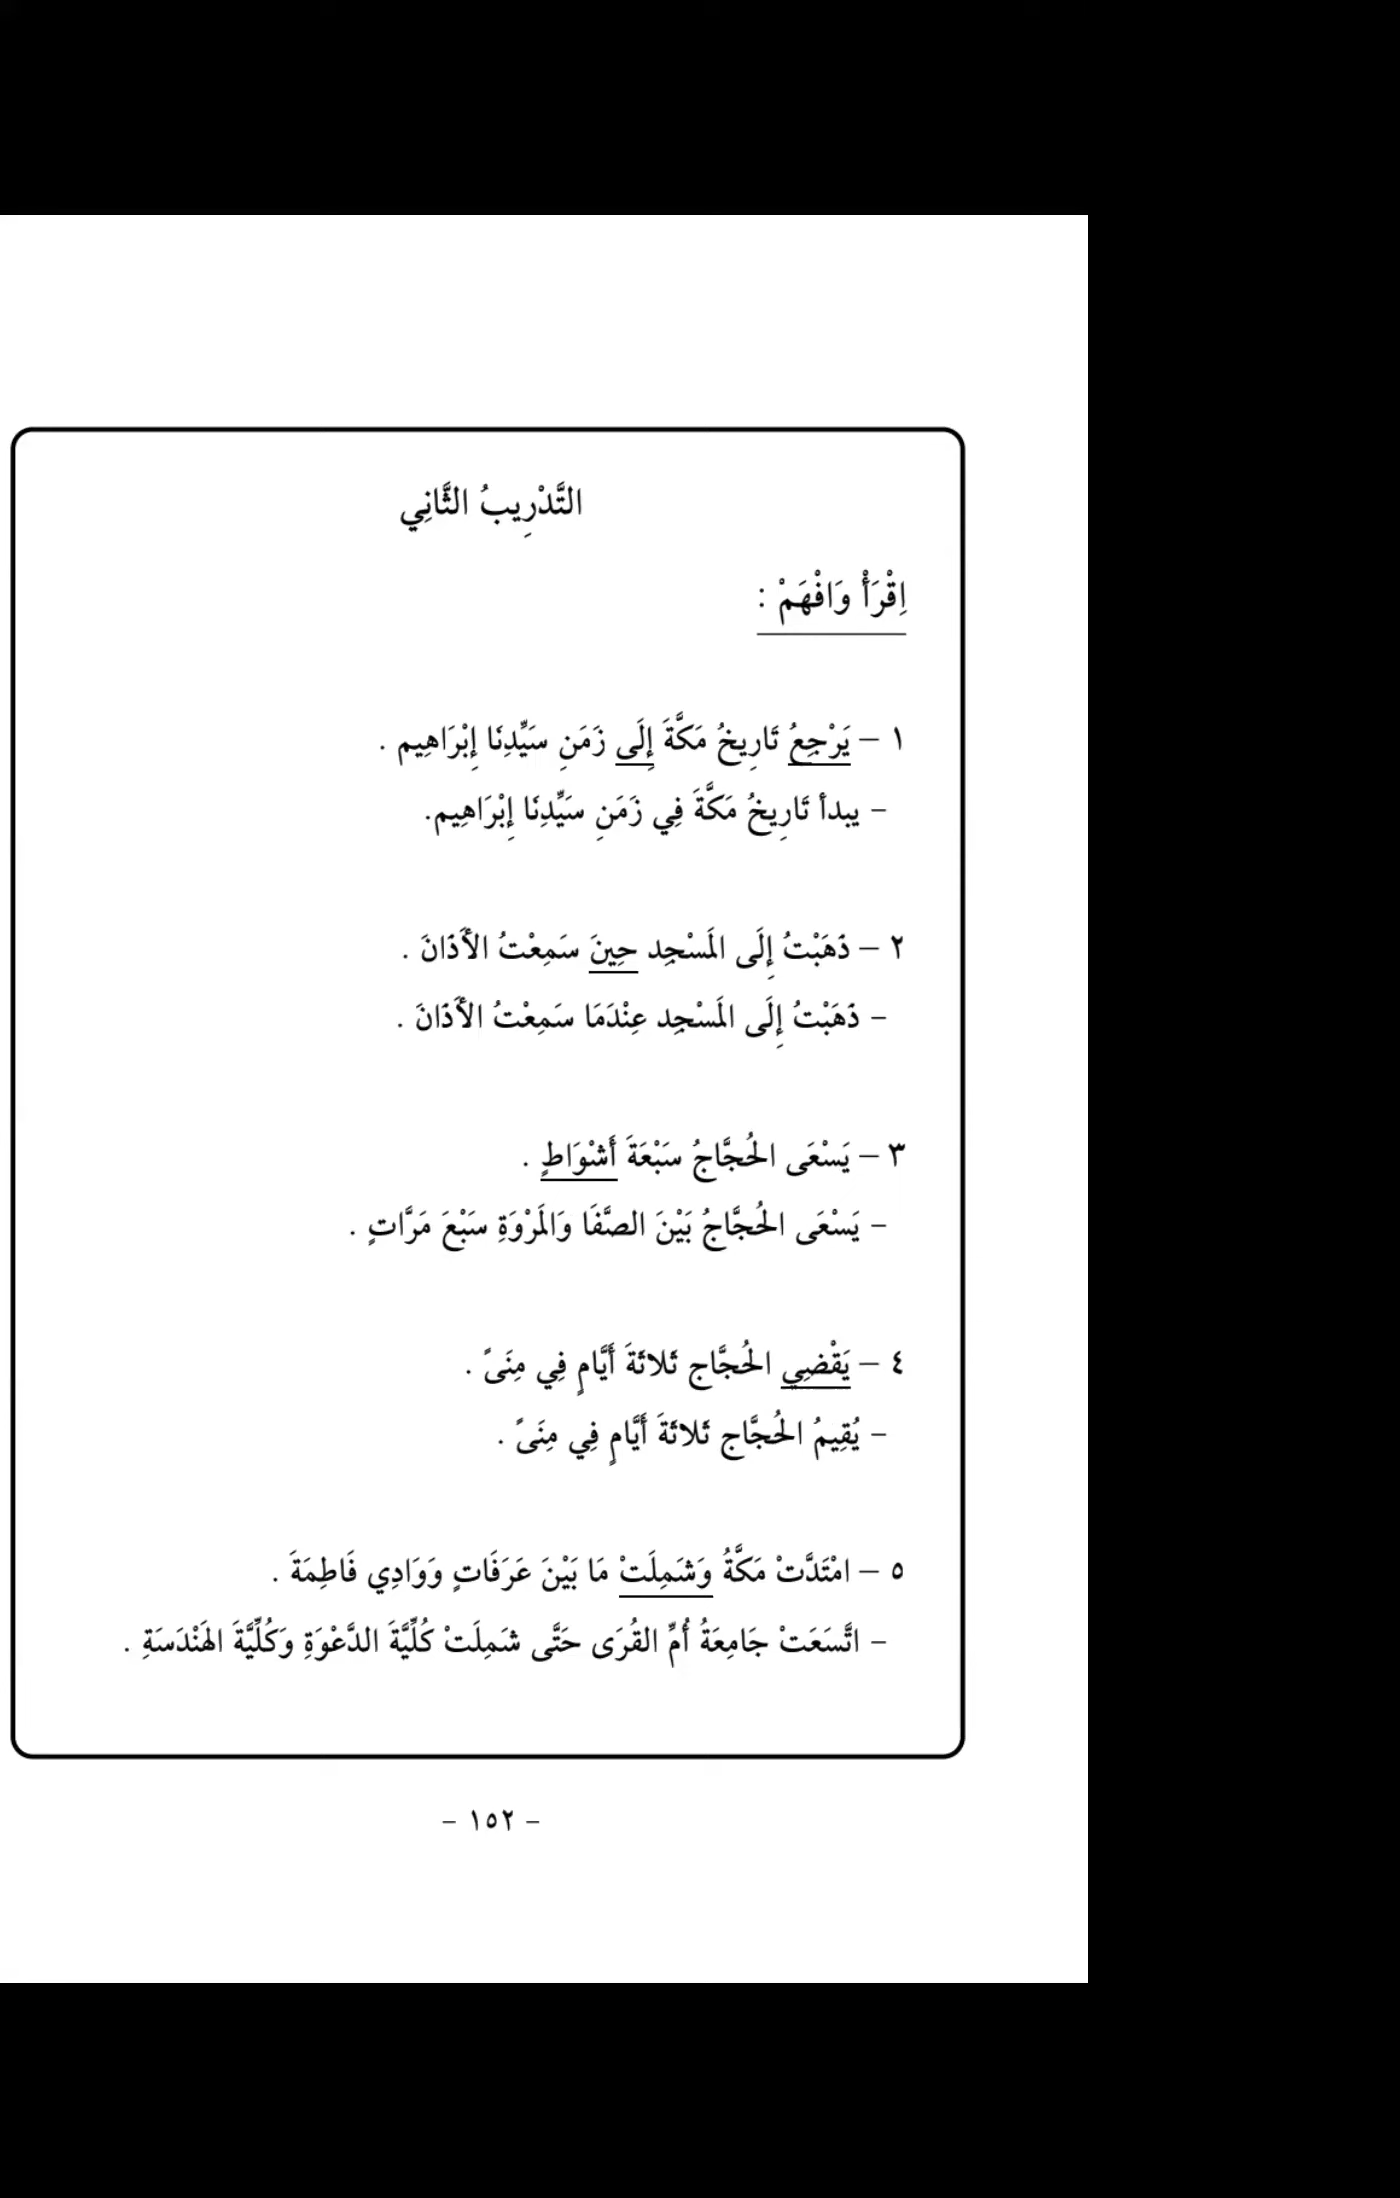 التَّدْرِيبُ الثَّانِي
اِقْرَأْ وَافْهَمْ :
١ – يَرْجِعُ تَارِيخُ مَكَّةَ إِلَى زَمَنِ سَيِّدِنَا إِبْرَاهِيم .
– يبدأ تَارِيخُ مَكَّةَ فِي زَمَنِ سَيِّدِنَا إِبْرَاهِيم.
٢ – ذَهَبْتُ إِلَى المَسْجِد حِينَ سَمِعْتُ الأَذَانَ .
– ذَهَبْتُ إِلَى المَسْجِد عِنْدَمَا سَمِعْتُ الأَذَانَ .
٣ – يَسْعَى الحُجَّاجُ سَبْعَةَ أَشْوَاطٍ .
– يَسْعَى الحُجَّاجُ بَيْنَ الصَّفَا وَالمَرْوَةِ سَبْعَ مَرَّاتٍ .
٤ – يَقْضِي الحُجَّاج ثَلاثَةَ أَيَّامٍ فِي مِنَىً .
– يُقِيمُ الحُجَّاج ثَلاثَةَ أَيَّامٍ فِي مِنَىً .
٥ – امْتَدَّتْ مَكَّةُ وَشَمِلَتْ مَا بَيْنَ عَرَفَاتٍ وَوَادِي فَاطِمَةَ .
– اتَّسَعَتْ جَامِعَةُ أُمِّ القُرَى حَتَّى شَمِلَتْ كُلِّيَّةَ الدَّعْوَةِ وَكُلِّيَّةَ الهَنْدَسَةِ .
– ١٥٢ –